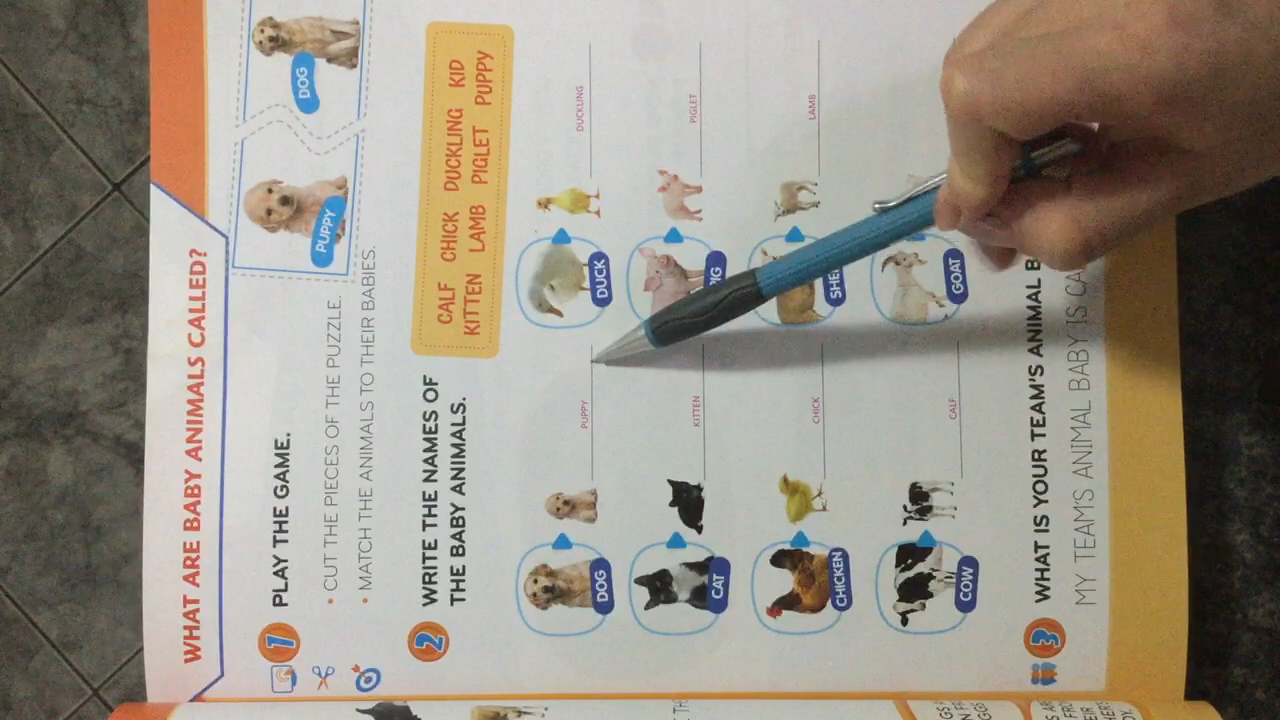 WHAT ARE BABY ANIMALS CALLED?
1 PLAY THE GAME.
• CUT THE PIECES OF THE PUZZLE.
• MATCH THE ANIMALS TO THEIR BABIES.
PUPPY
DOG
2 WRITE THE NAMES OF
THE BABY ANIMALS.
CALF CHICK DUCKLING KID
KITTEN LAMB PIGLET PUPPY
DOG
PUPPY
DUCK
DUCKLING
CAT
KITTEN
PIG
PIGLET
CHICKEN
CHICK
LAMB
COW
CALF
GOAT
3 WHAT IS YOUR TEAM'S ANIMAL
MY TEAMS ANIMAL BABY IS